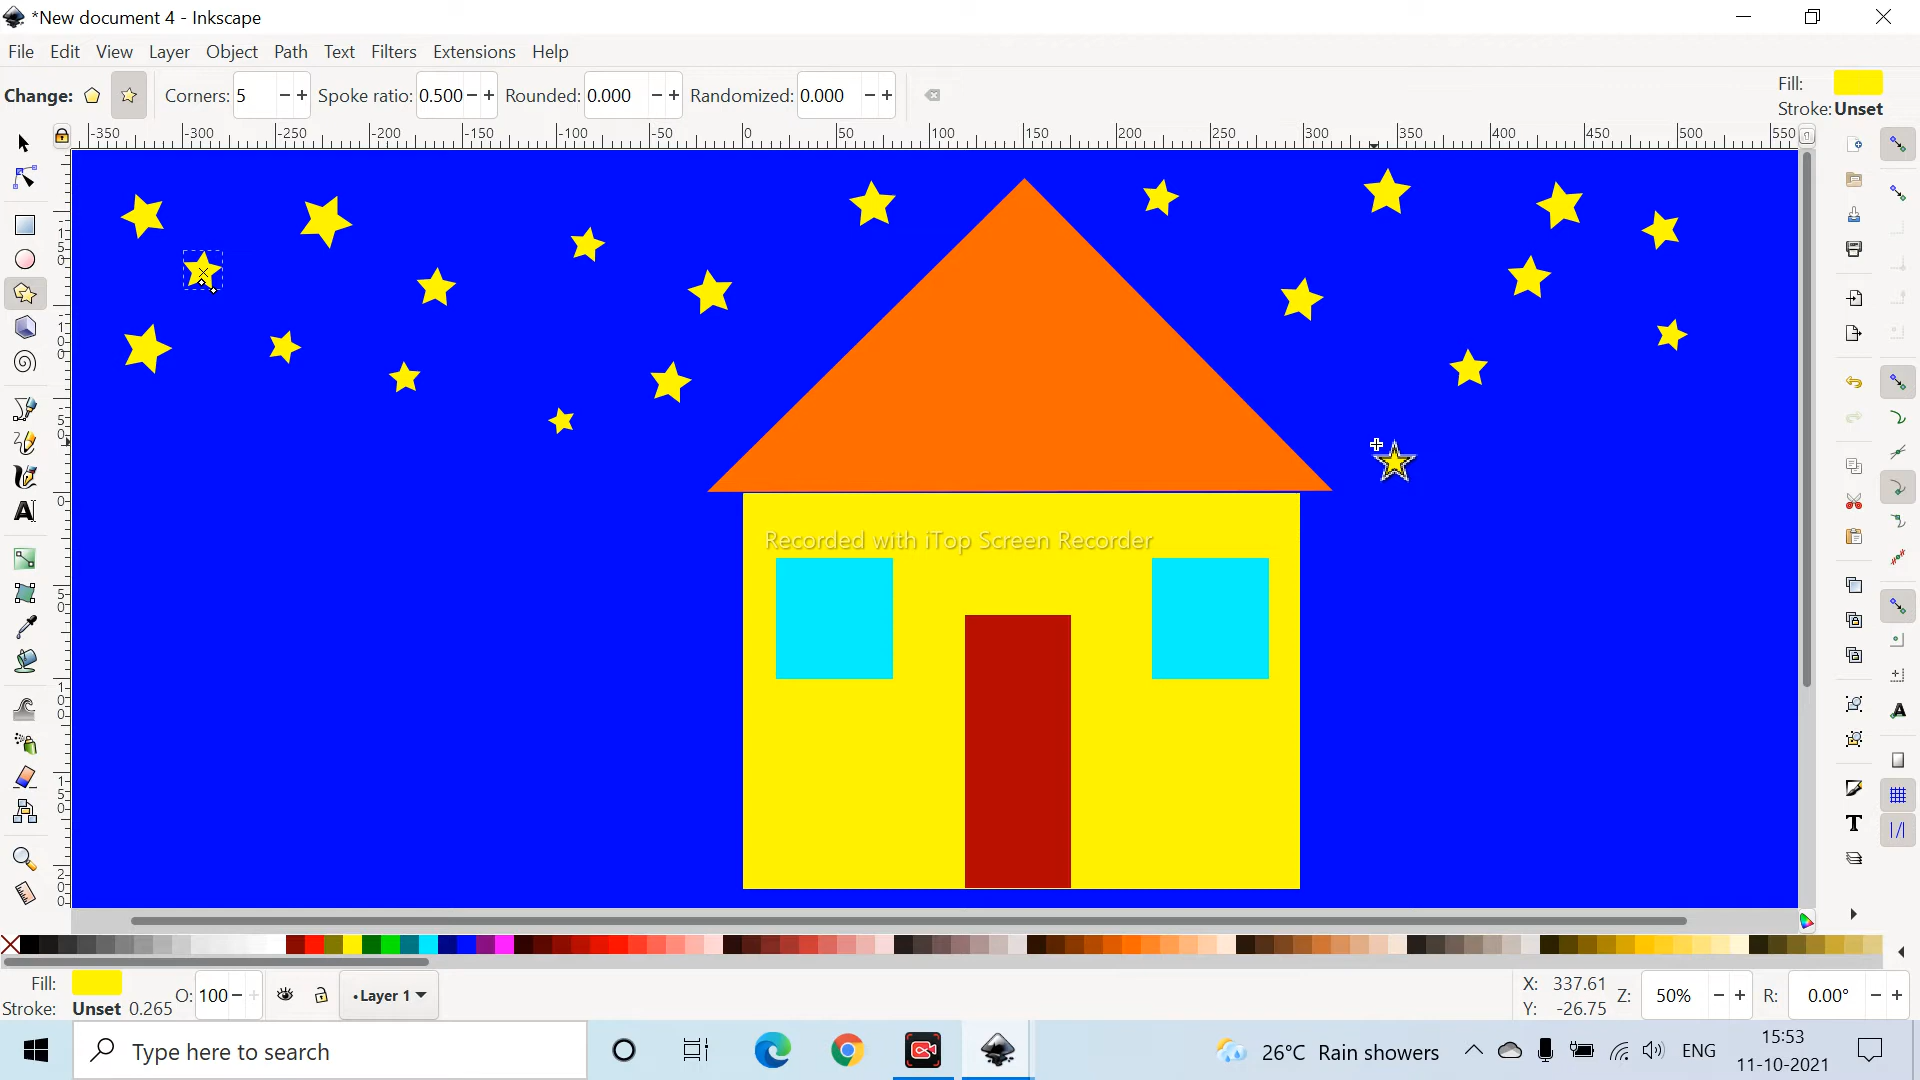 *New document 4 - Inkscape
File Edit View Layer Object Path Text Filters Extensions Help
Change: Corners: 5 Spoke ratio: 0.500 Rounded: 0.000 Randomized: 0.000
Fill:
Stroke: Unset
-350 -300 -250 -200 -150 -100 -50 0 50 100 150 200 250 300 350 400 450 500 550
Recorded with iTop Screen Recorder
Fill:
Stroke: Unset 0.265
O: 100
Layer 1
X: 337.61
Y: -26.75
Z: 50%
R: 0.00°
Type here to search
26°C Rain showers
ENG
15:53
11-10-2021